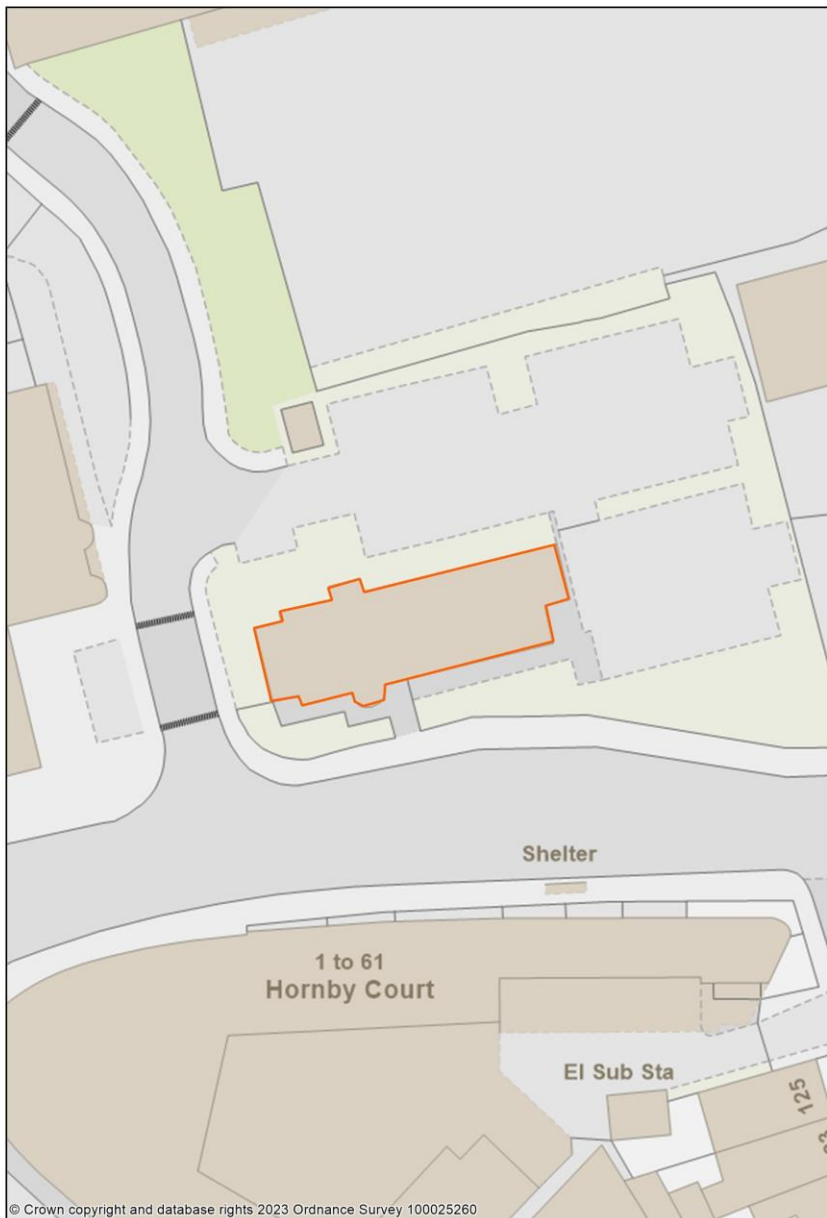 Shelter
1 to 61
Hornby Court
El Sub Sta
125
© Crown copyright and database rights 2023 Ordnance Survey 100025260